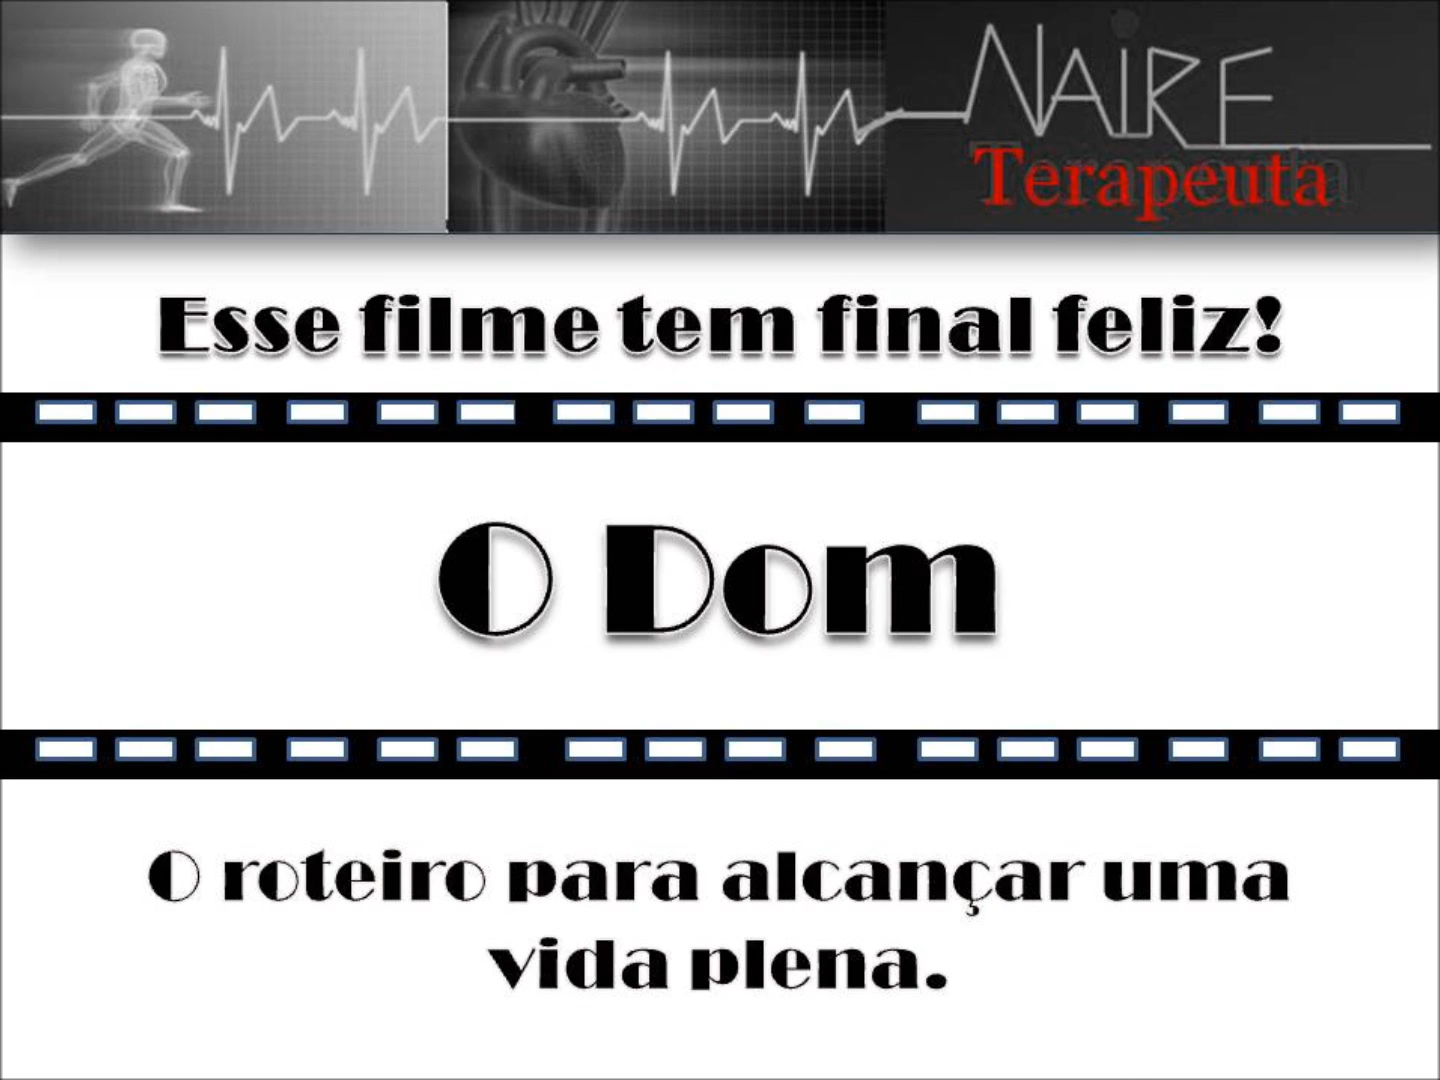 NAIRE
Terapeuta
Esse filme tem final feliz!
O Dom
O roteiro para alcançar uma
vida plena.